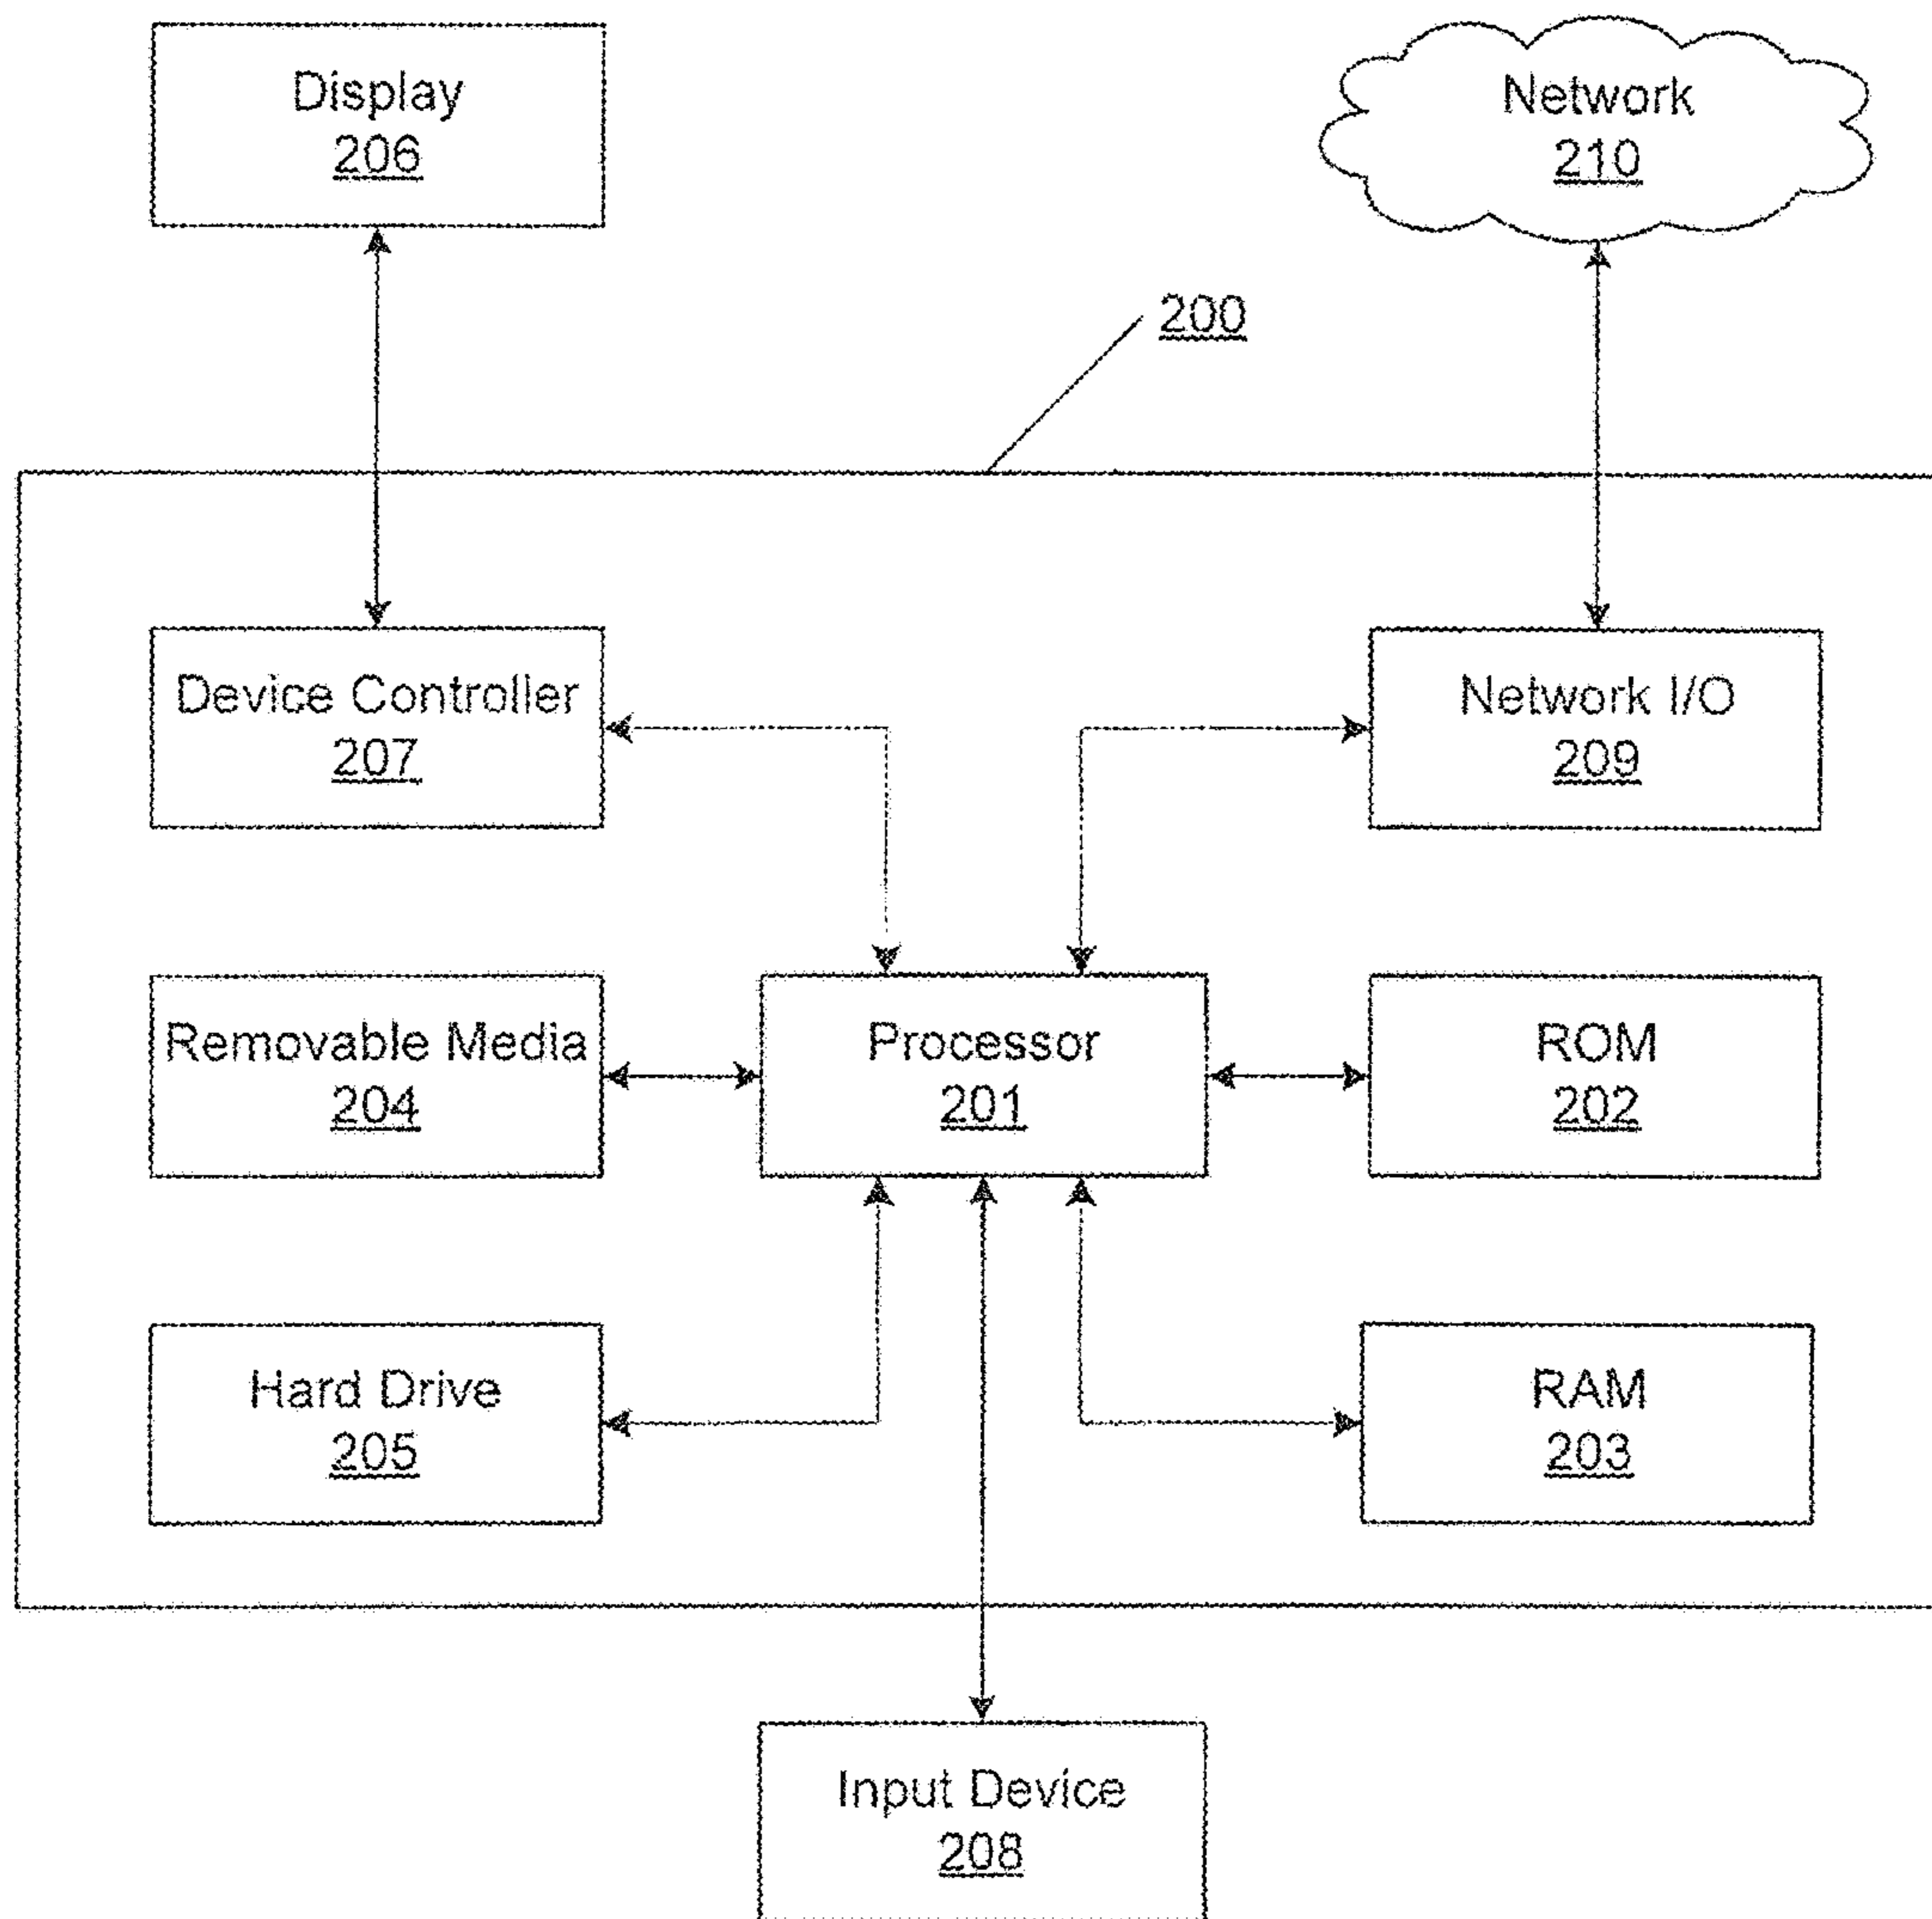 Display
206
Network
210
200
Device Controller
207
Network I/O
209
Removable Media
204
Processor
201
ROM
202
Hard Drive
205
RAM
203
Input Device
208